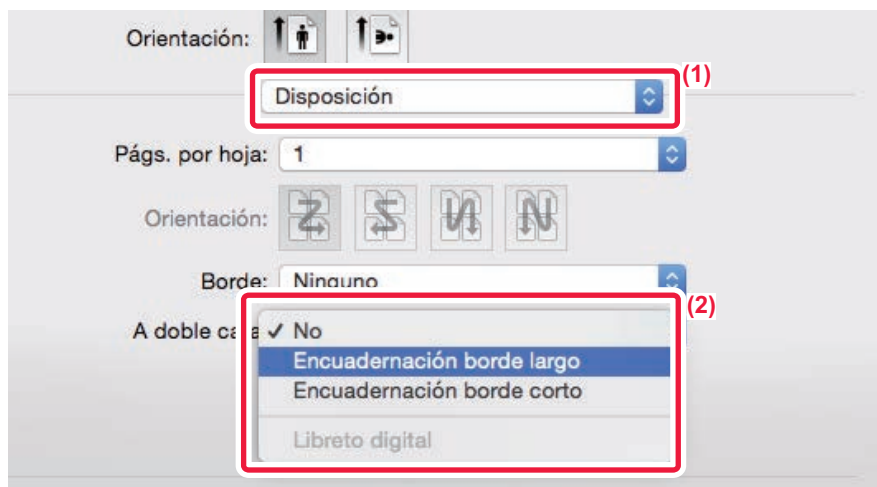 Orientación:
Disposición
(1)
Págs. por hoja: 1
Orientación:
Borde: Ninguno
(2)
A doble cara ✓ No
Encuadernación borde largo
Encuadernación borde corto
Libreto digital